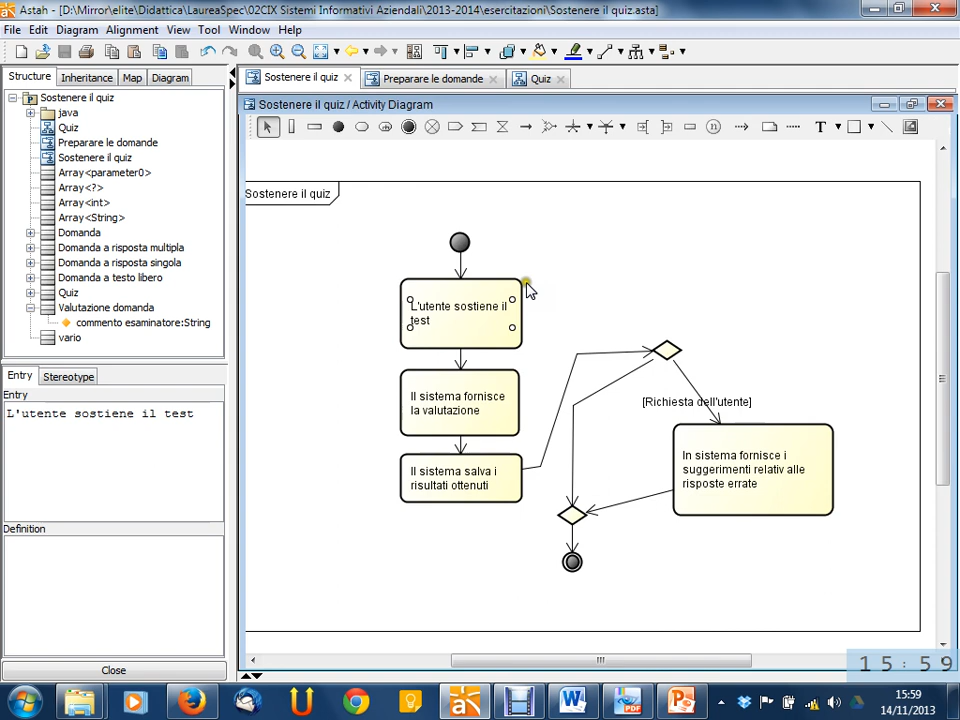 Astah - [D:\Mirror\elite\Didattica\LaureaSpec\02CIX Sistemi Informativi Aziendali\2013-2014\esercitazioni\Sostenere il quiz.asta]
File Edit Diagram Alignment View Tool Window Help
Structure Inheritance Map Diagram
Sostenere il quiz Preparare le domande Quiz
Sostenere il quiz
java
Quiz
Preparare le domande
Sostenere il quiz
Array<parameter0>
Array<?>
Array<int>
Array<String>
Domanda
Domanda a risposta multipla
Domanda a risposta singola
Domanda a testo libero
Quiz
Valutazione domanda
commento esaminatore:String
vario
Entry Stereotype
Entry
L'utente sostiene il test
Definition
Close
Sostenere il quiz / Activity Diagram
T
Sostenere il quiz
L'utente sostiene il
test
Il sistema fornisce
la valutazione
Il sistema salva i
risultati ottenuti
[Richiesta dell'utente]
In sistema fornisce i
suggerimenti relativ alle
risposte errate
15:59
15:59
14/11/2013